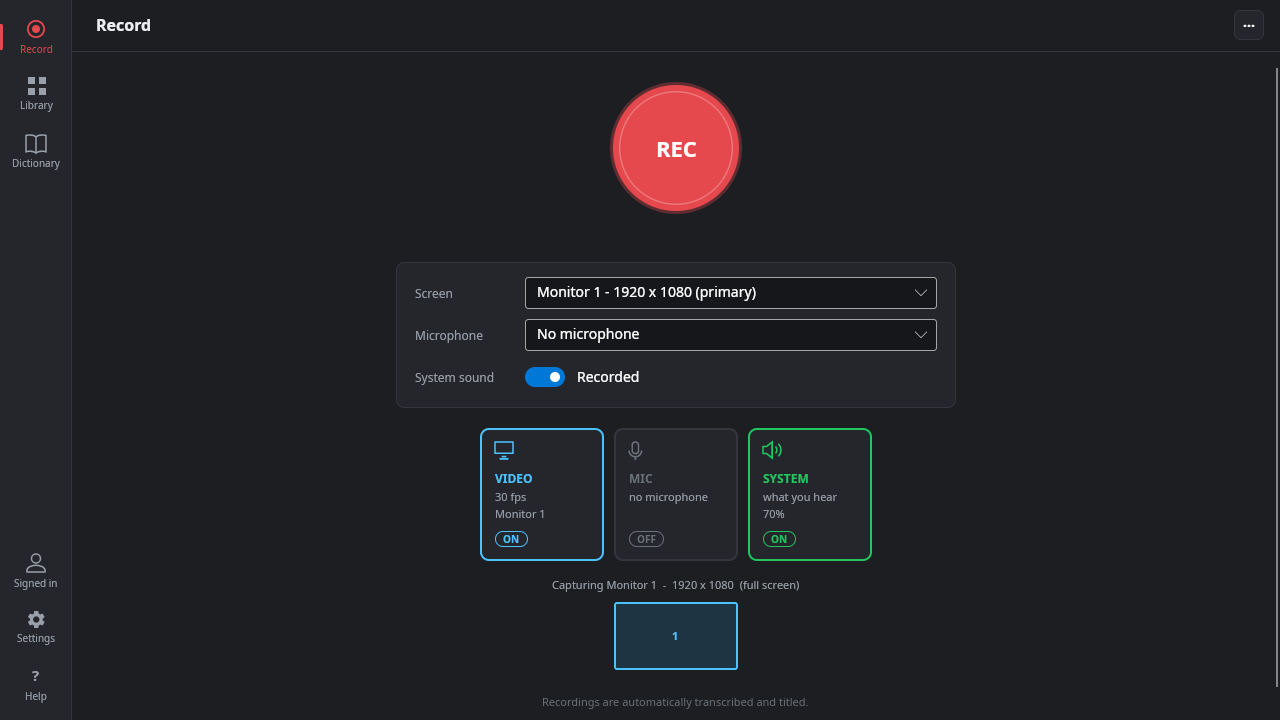 Record
Record
Library
Dictionary
REC
Screen
Monitor 1 - 1920 x 1080 (primary)
Microphone
No microphone
System sound
Recorded
VIDEO
30 fps
Monitor 1
ON
MIC
no microphone
OFF
SYSTEM
what you hear
70%
ON
Capturing Monitor 1 - 1920 x 1080 (full screen)
1
Signed in
Settings
?
Help
Recordings are automatically transcribed and titled.